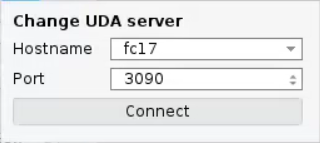 Change UDA server
Hostname fc17
Port 3090
Connect